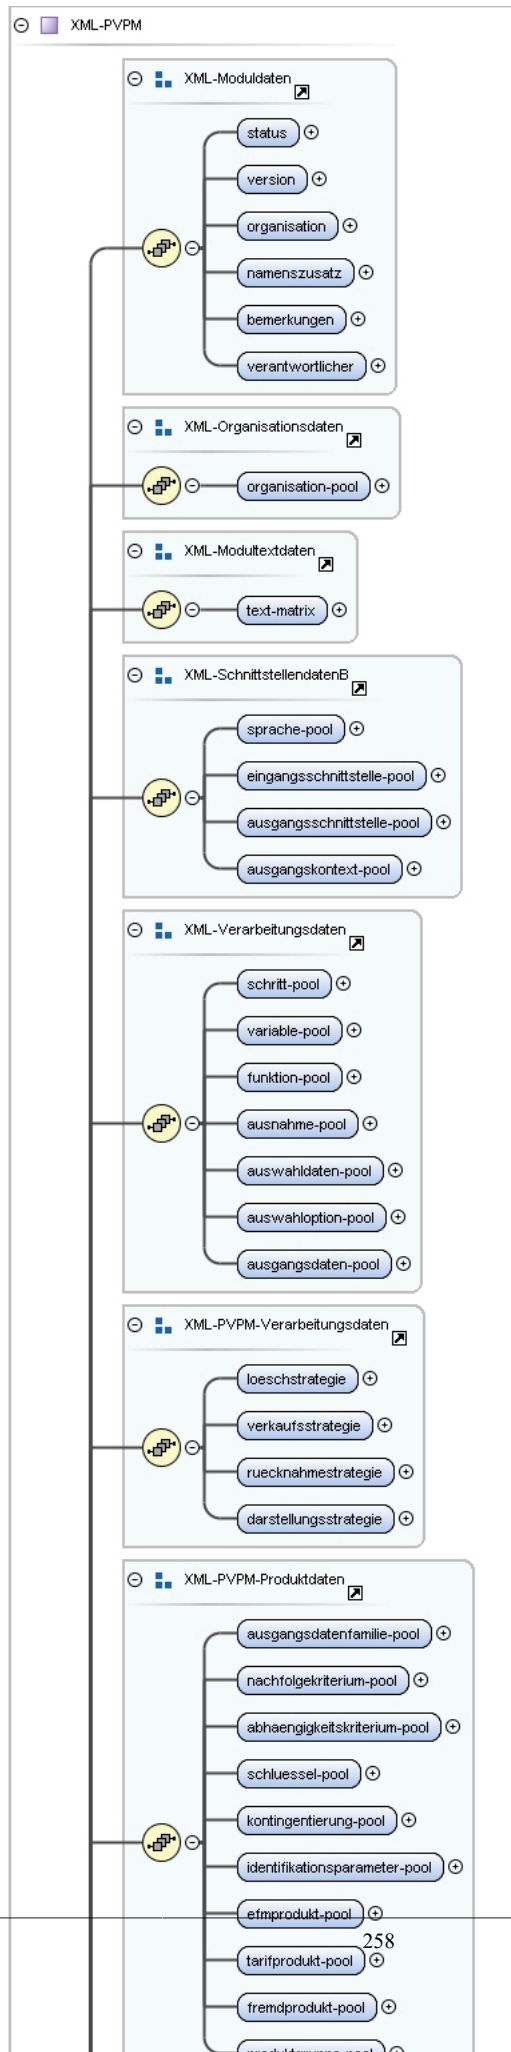 XML-PVPM
XML-Moduldaten
status
version
organisation
namenszusatz
bemerkungen
verantwortlicher
XML-Organisationsdaten
organisation-pool
XML-Modultextdaten
text-matrix
XML-SchnittstellendatenB
sprache-pool
eingangsschnittstelle-pool
ausgangsschnittstelle-pool
ausgangskontext-pool
XML-Verarbeitungsdaten
schritt-pool
variable-pool
funktion-pool
ausnahme-pool
auswahldaten-pool
auswahloption-pool
ausgangsdaten-pool
XML-PVPM-Verarbeitungsdaten
loeschstrategie
verkaufsstrategie
ruecknahmestrategie
darstellungsstrategie
XML-PVPM-Produktdaten
ausgangsdatenfamilie-pool
nachfolgekriterium-pool
abhaengigkeitskriterium-pool
schluessel-pool
kontingentierung-pool
identifikationsparameter-pool
efmprodukt-pool
258
tarifprodukt-pool
fremdprodukt-pool